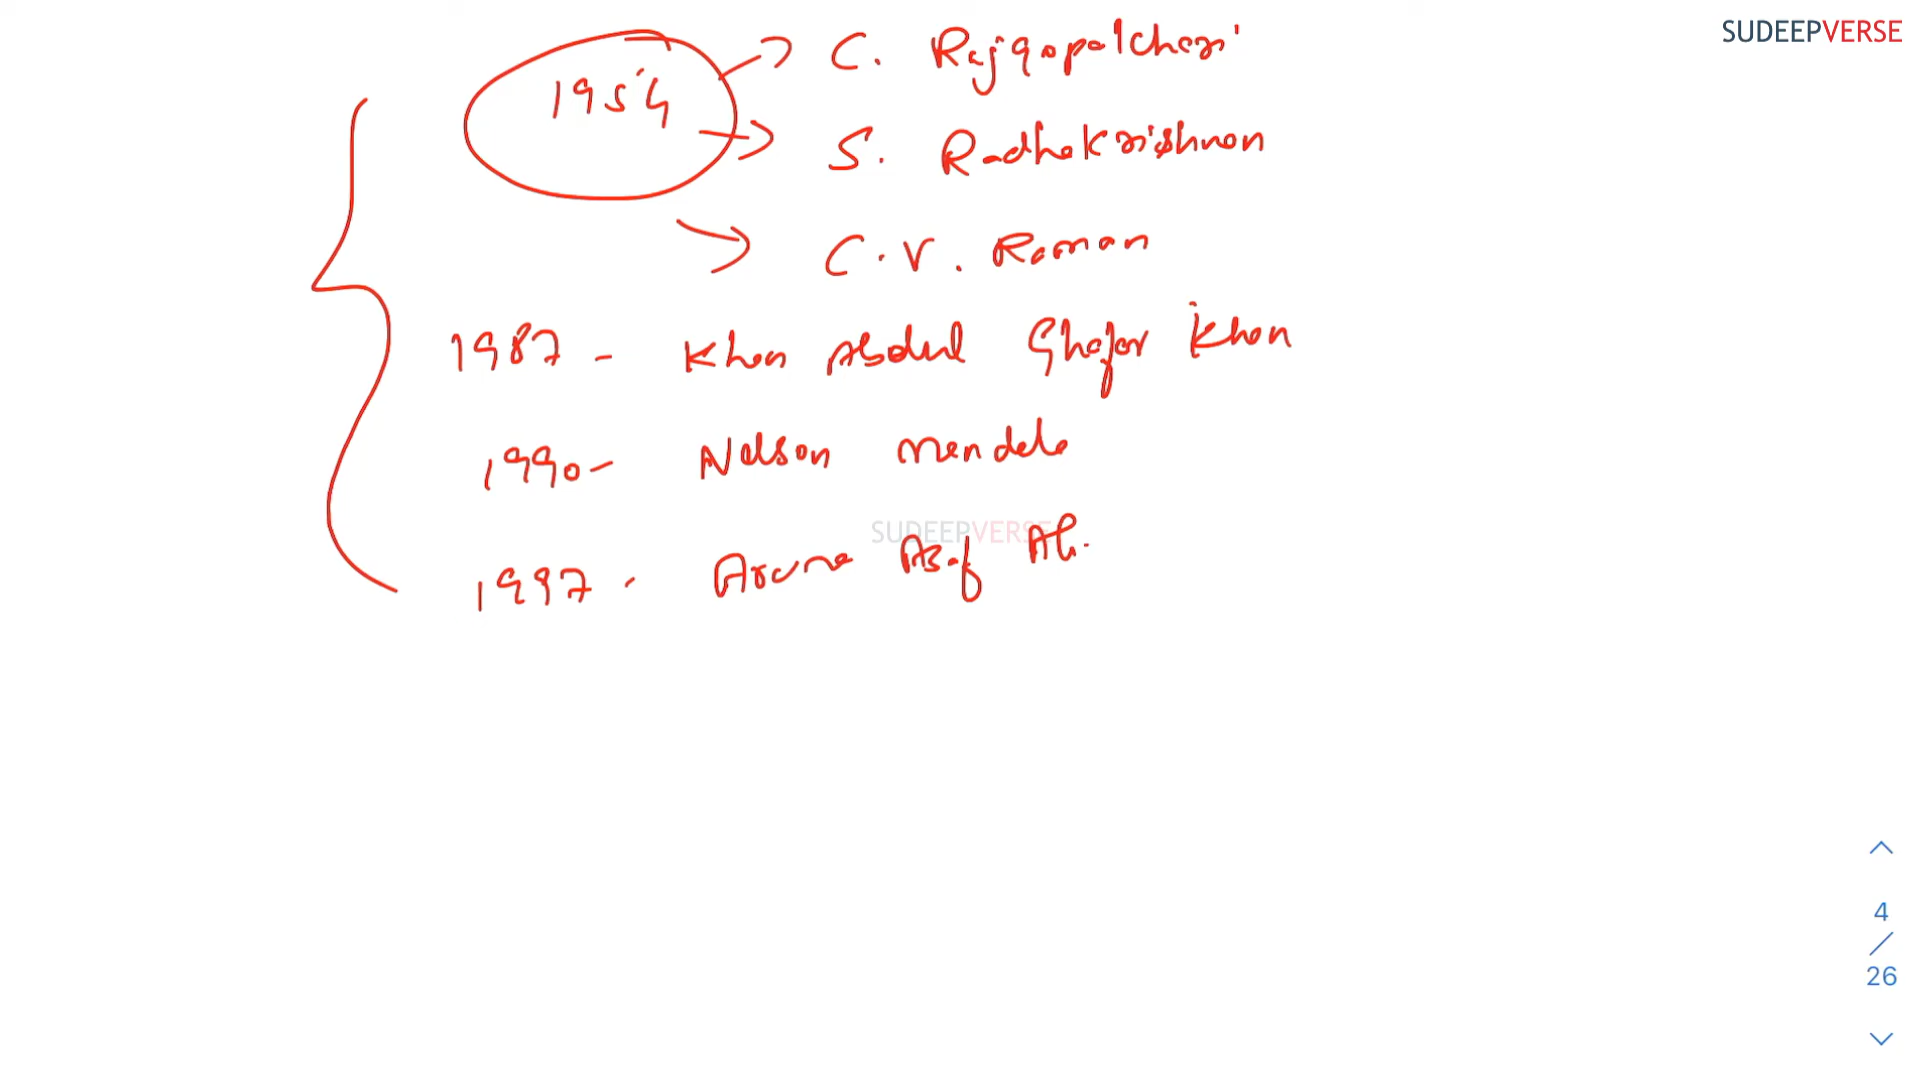 SUDEEPVERSE
1954 → C. Rajgopalchari
→ S. Radhakrishnan
→ C.V. Raman
1987 - Khan Abdul Ghafar Khan
1990 - Nelson Mandela
SUDEEPVERSE
1997 - Aruna Asaf Ali
4
/
26